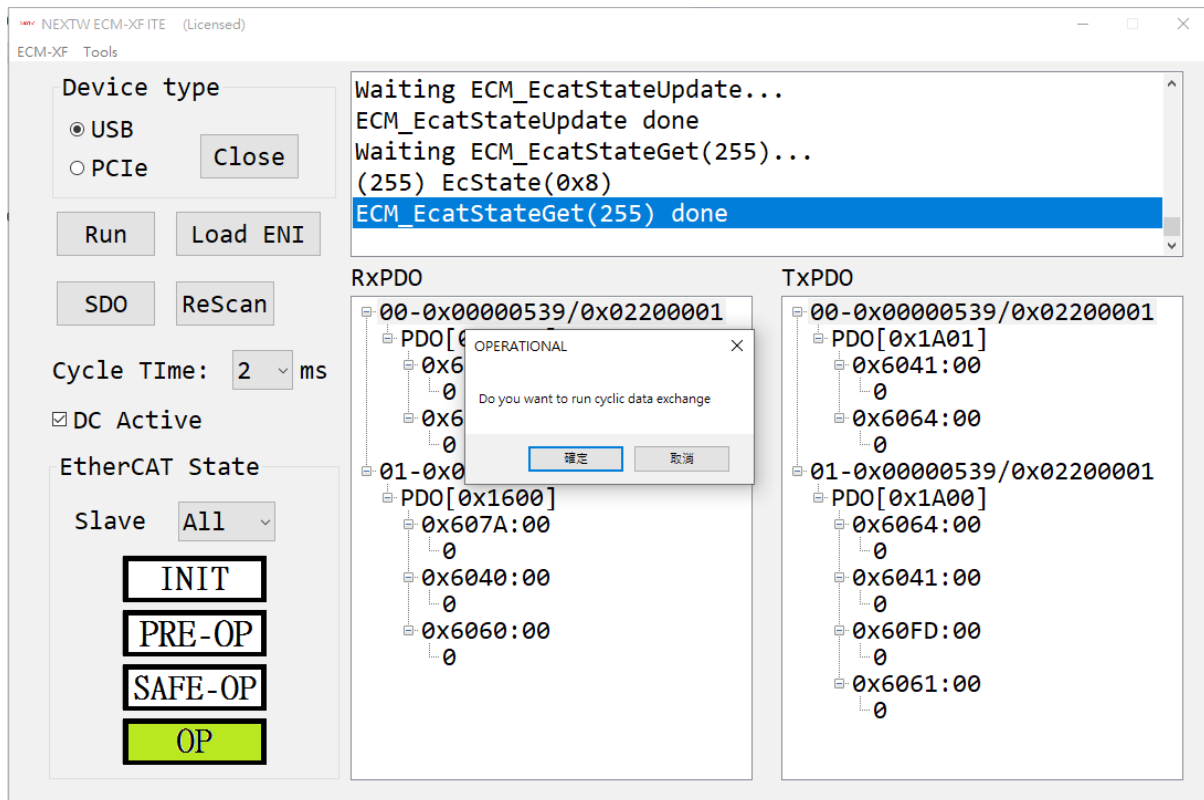 NEXTW ECM-XF ITE (Licensed)
ECM-XF Tools
Device type
USB
PCIe
Close
Run
Load ENI
SDO
ReScan
Cycle TIme: 2 ms
DC Active
EtherCAT State
Slave All
INIT
PRE-OP
SAFE-OP
OP
Waiting ECM_EcatStateUpdate...
ECM_EcatStateUpdate done
Waiting ECM_EcatStateGet(255)...
(255) EcState(0x8)
ECM_EcatStateGet(255) done
RxPDO
00-0x00000539/0x02200001
PDO[
0x6
0
0x6
0
01-0x0
PDO[0x1600]
0x607A:00
0
0x6040:00
0
0x6060:00
0
OPERATIONAL
Do you want to run cyclic data exchange
確定
取消
TxPDO
00-0x00000539/0x02200001
PDO[0x1A01]
0x6041:00
0
0x6064:00
0
01-0x00000539/0x02200001
PDO[0x1A00]
0x6064:00
0
0x6041:00
0
0x60FD:00
0
0x6061:00
0